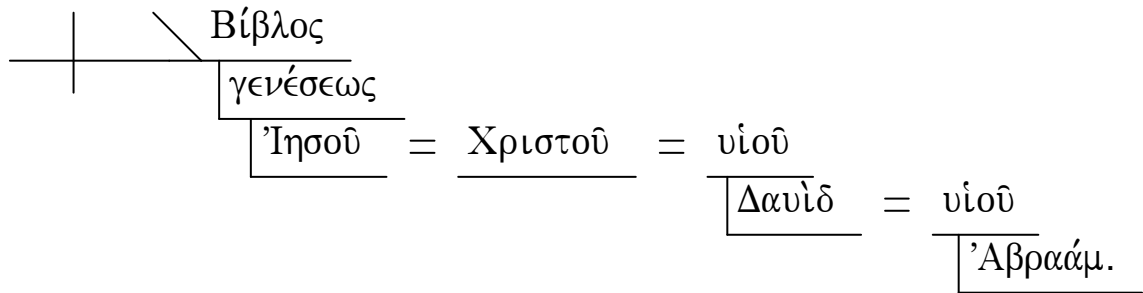 Βίβλος
γενέσεως
Ἰησοῦ = Χριστοῦ = υἱοῦ
Δαυὶδ = υἱοῦ
Ἀβραάμ.